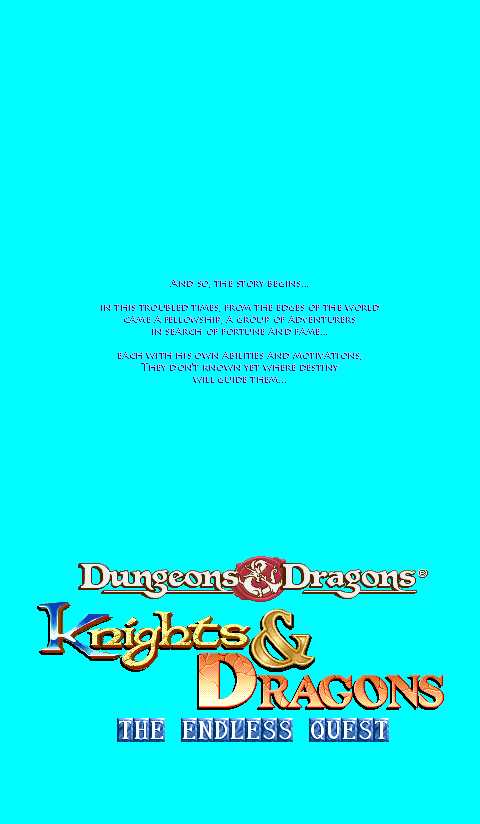 And so, the story begins...
in this troubled times, from the edges of the world
came a fellowship, a group of adventurers
in search of fortune and fame...
each with his own abilities and motivations,
They don't known yet where destiny
will guide them...
Dungeons & Dragons®
Knights &
Dragons
THE ENDLESS QUEST